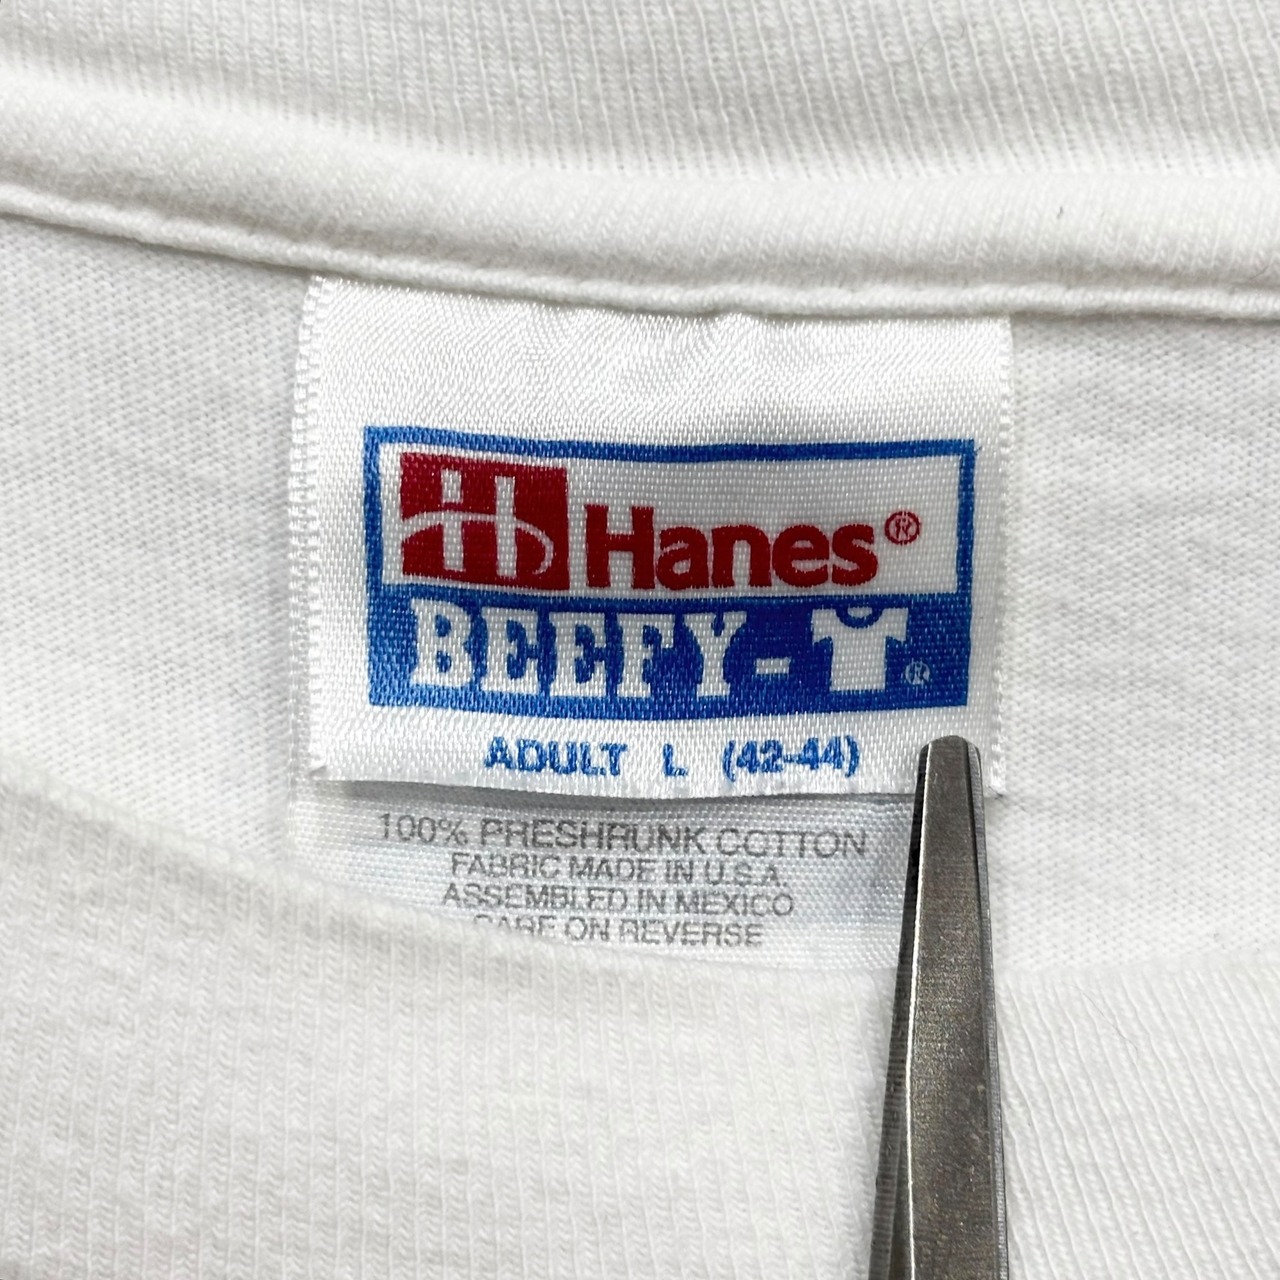 Hanes®
BEEFY-T®
ADULT L (42-44)
100% PRESHRUNK COTTON
FABRIC MADE IN U.S.A.
ASSEMBLED IN MEXICO
CARE ON REVERSE